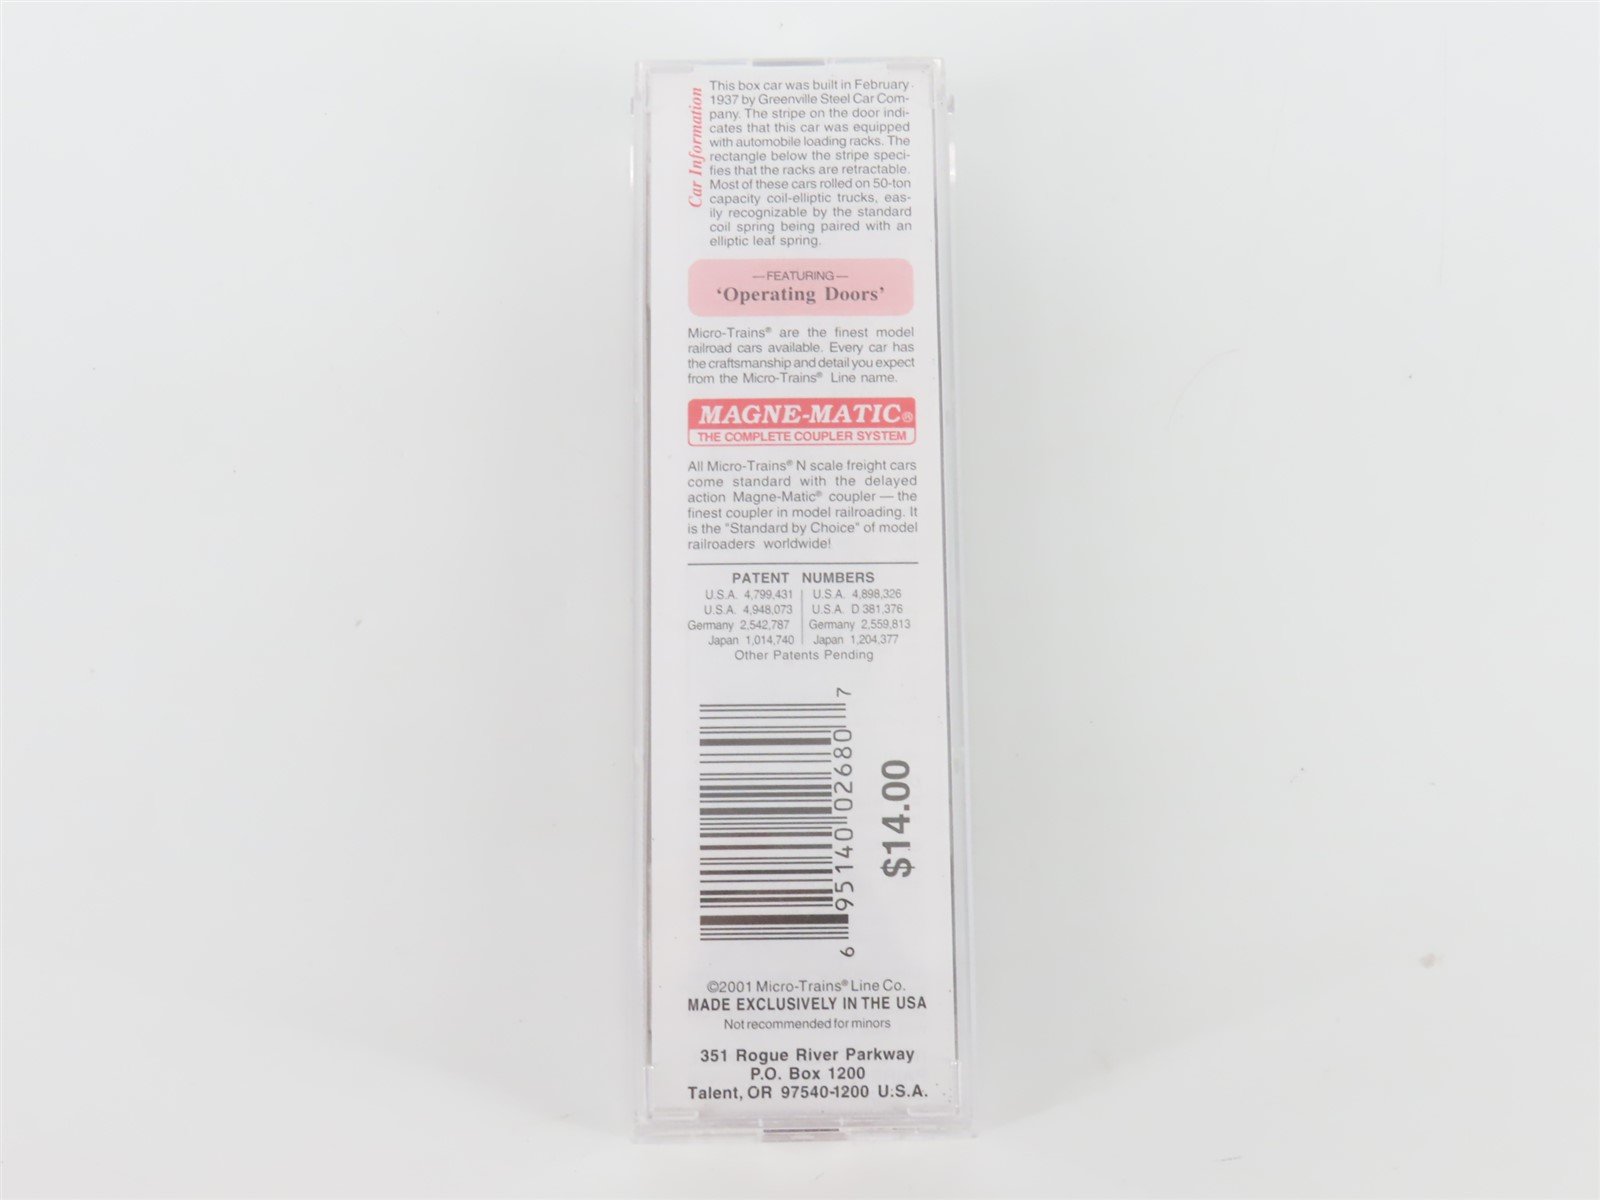 Car Information
This box car was built in February
1937 by Greenville Steel Car Com-
pany. The stripe on the door indi-
cates that this car was equipped
with automobile loading racks. The
rectangle below the stripe speci-
fies that the racks are retractable.
Most of these cars rolled on 50-ton
capacity coil-elliptic trucks, eas-
ily recognizable by the standard
coil spring being paired with an
elliptic leaf spring.
—FEATURING—
‘Operating Doors’
Micro-Trains® are the finest model
railroad cars available. Every car has
the craftsmanship and detail you expect
from the Micro-Trains® Line name.
MAGNE-MATIC®
THE COMPLETE COUPLER SYSTEM
All Micro-Trains® N scale freight cars
come standard with the delayed
action Magne-Matic® coupler — the
finest coupler in model railroading. It
is the "Standard by Choice" of model
railroaders worldwide!
PATENT NUMBERS
U.S.A. 4,799,431 U.S.A. 4,898,326
U.S.A. 4,948,073 U.S.A. D 381,376
Germany 2,542,787 Germany 2,559,813
Japan 1,014,740 Japan 1,204,377
Other Patents Pending
6 95140 02680 7
$14.00
©2001 Micro-Trains® Line Co.
MADE EXCLUSIVELY IN THE USA
Not recommended for minors
351 Rogue River Parkway
P.O. Box 1200
Talent, OR 97540-1200 U.S.A.